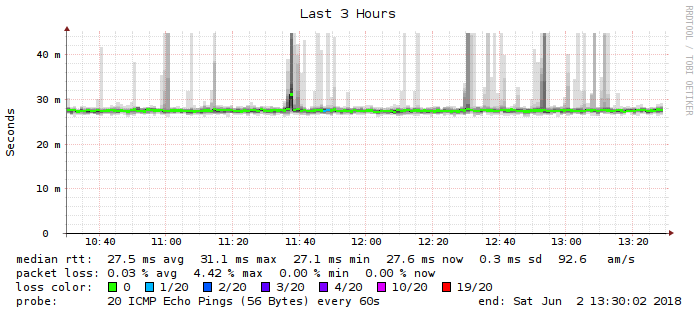 Last 3 Hours
RRDTOOL / TOBI OETIKER
Seconds
40 m
30 m
20 m
10 m
0
10:40 11:00 11:20 11:40 12:00 12:20 12:40 13:00 13:20
median rtt: 27.5 ms avg 31.1 ms max 27.1 ms min 27.6 ms now 0.3 ms sd 92.6 am/s
packet loss: 0.03 % avg 4.42 % max 0.00 % min 0.00 % now
loss color: 0 1/20 2/20 3/20 4/20 10/20 19/20
probe: 20 ICMP Echo Pings (56 Bytes) every 60s end: Sat Jun 2 13:30:02 2018